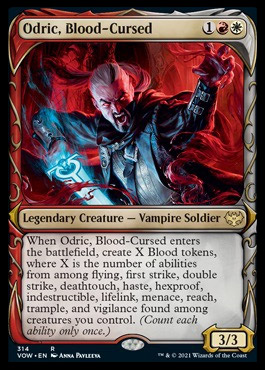 Odric, Blood-Cursed 1
Legendary Creature — Vampire Soldier
When Odric, Blood-Cursed enters
the battlefield, create X Blood tokens,
where X is the number of abilities
from among flying, first strike, double
strike, deathtouch, haste, hexproof,
indestructible, lifelink, menace, reach,
trample, and vigilance found among
creatures you control. (Count each
ability only once.)
3/3
314 R
VOW • EN Anna Pavleeva
™ & © 2021 Wizards of the Coast